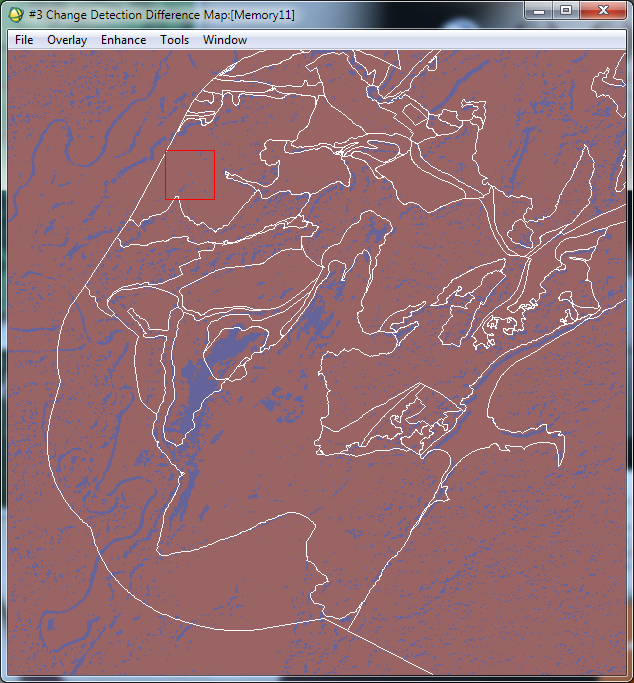 #3 Change Detection Difference Map:[Memory11]
File Overlay Enhance Tools Window